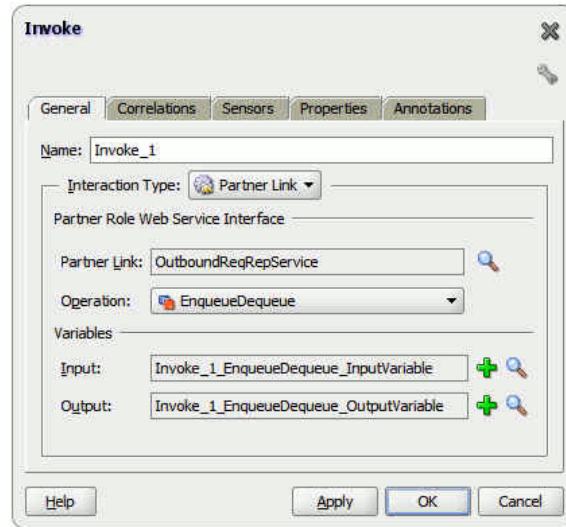 Invoke
General Correlations Sensors Properties Annotations
Name: Invoke_1
Interaction Type: Partner Link
Partner Role Web Service Interface
Partner Link: OutboundReqRepService
Operation: EnqueueDequeue
Variables
Input: Invoke_1_EnqueueDequeue_InputVariable
Output: Invoke_1_EnqueueDequeue_OutputVariable
Help Apply OK Cancel